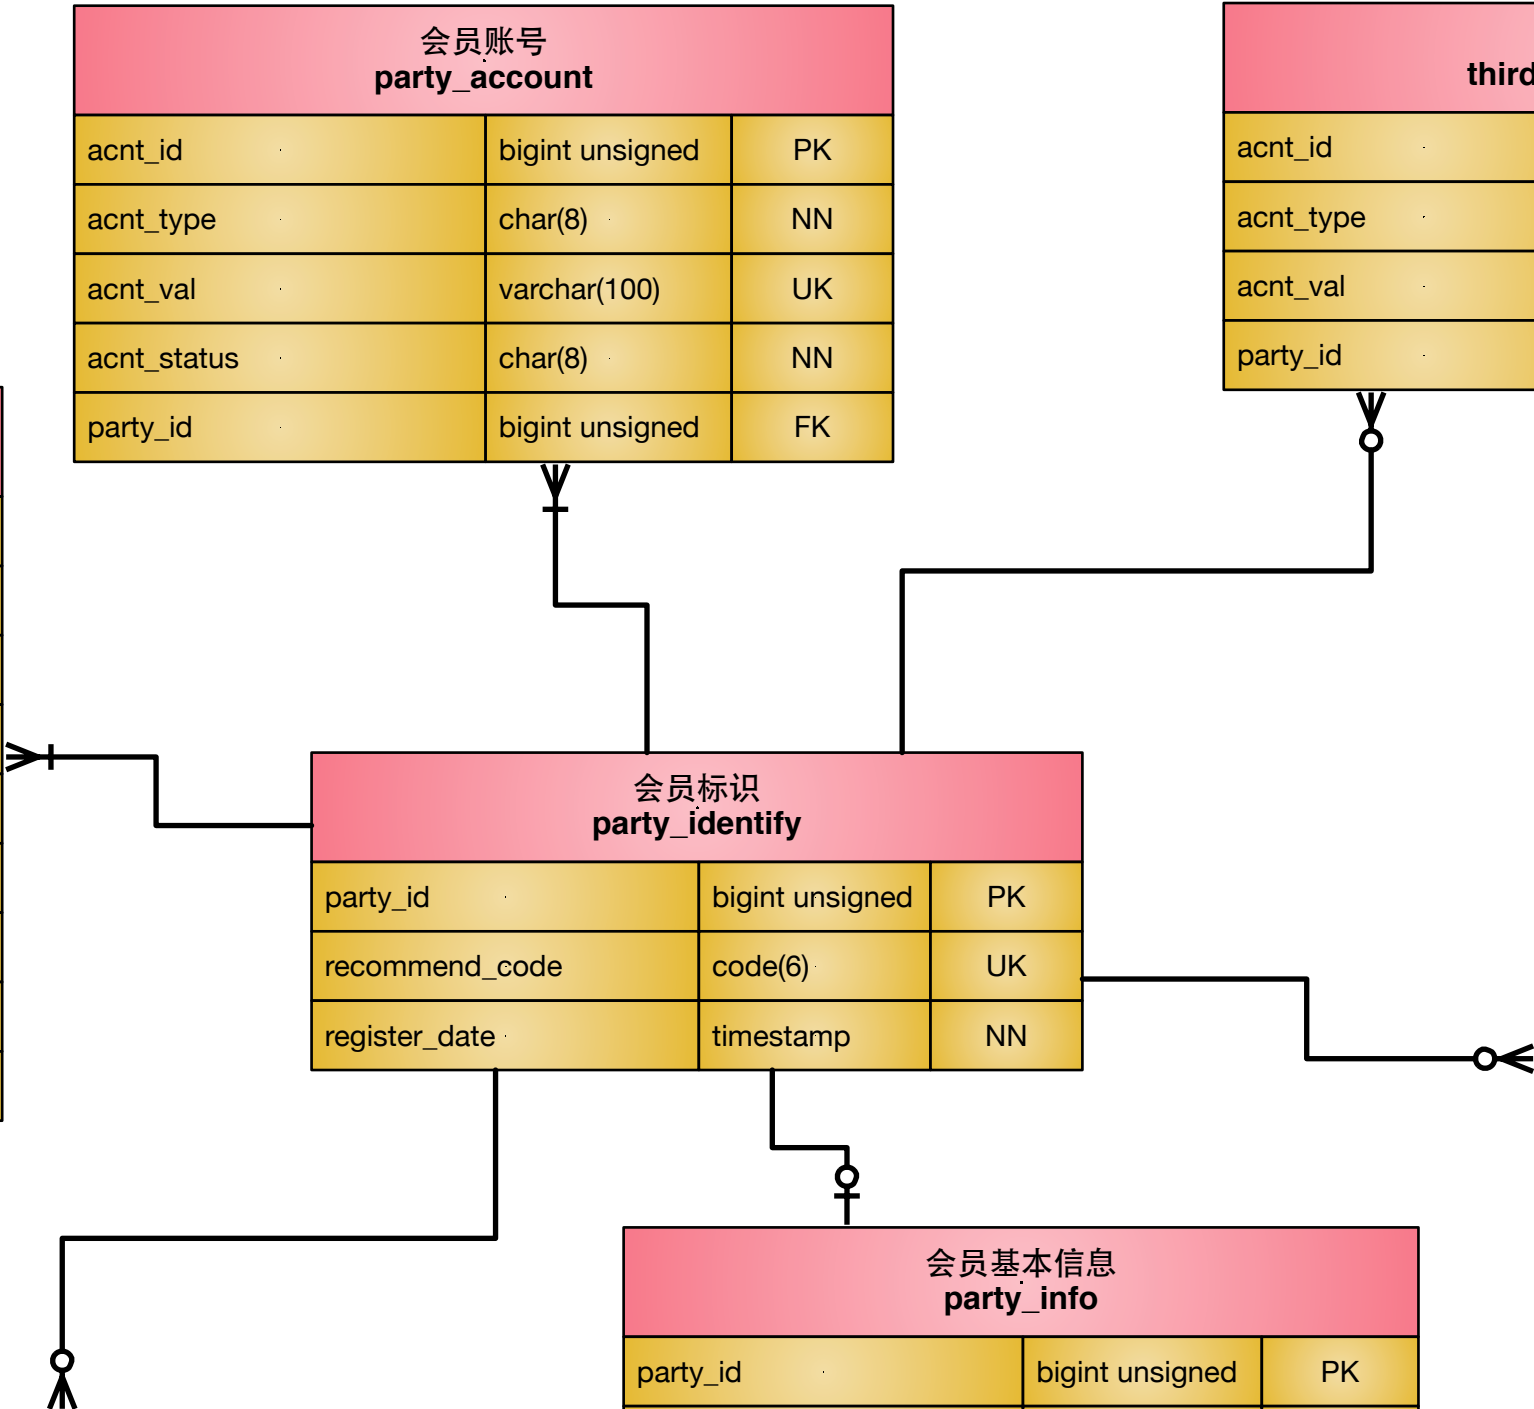 会员账号
party_account
acnt_id bigint unsigned PK
acnt_type char(8) NN
acnt_val varchar(100) UK
acnt_status char(8) NN
party_id bigint unsigned FK
third
acnt_id
acnt_type
acnt_val
party_id
会员标识
party_identify
party_id bigint unsigned PK
recommend_code code(6) UK
register_date timestamp NN
会员基本信息
party_info
party_id bigint unsigned PK